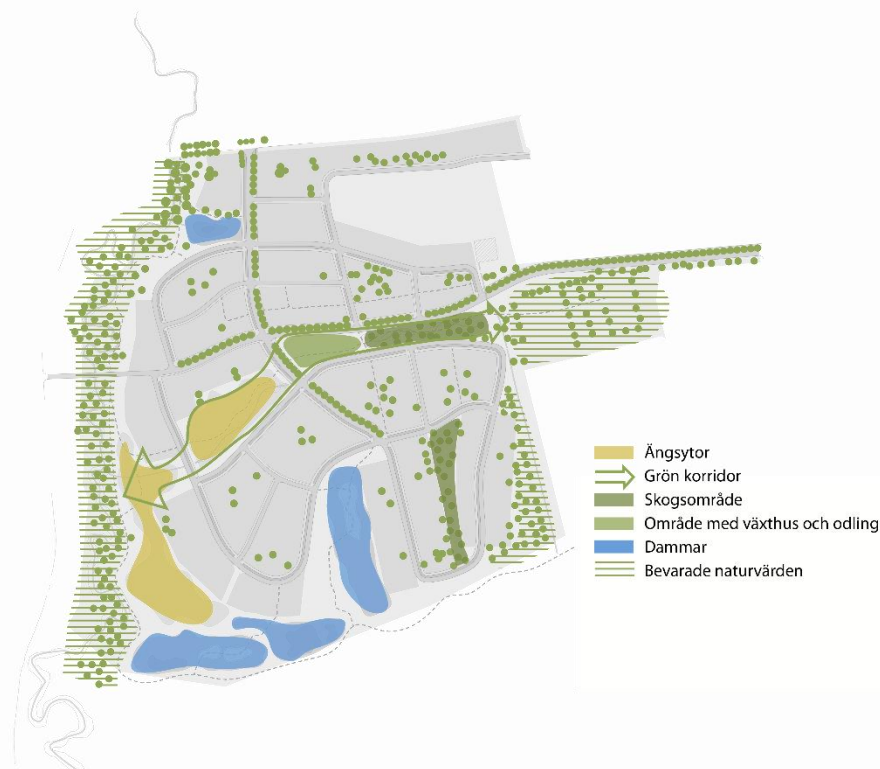 Ängsytor
Grön korridor
Skogsområde
Område med växthus och odling
Dammar
Bevarade naturvärden